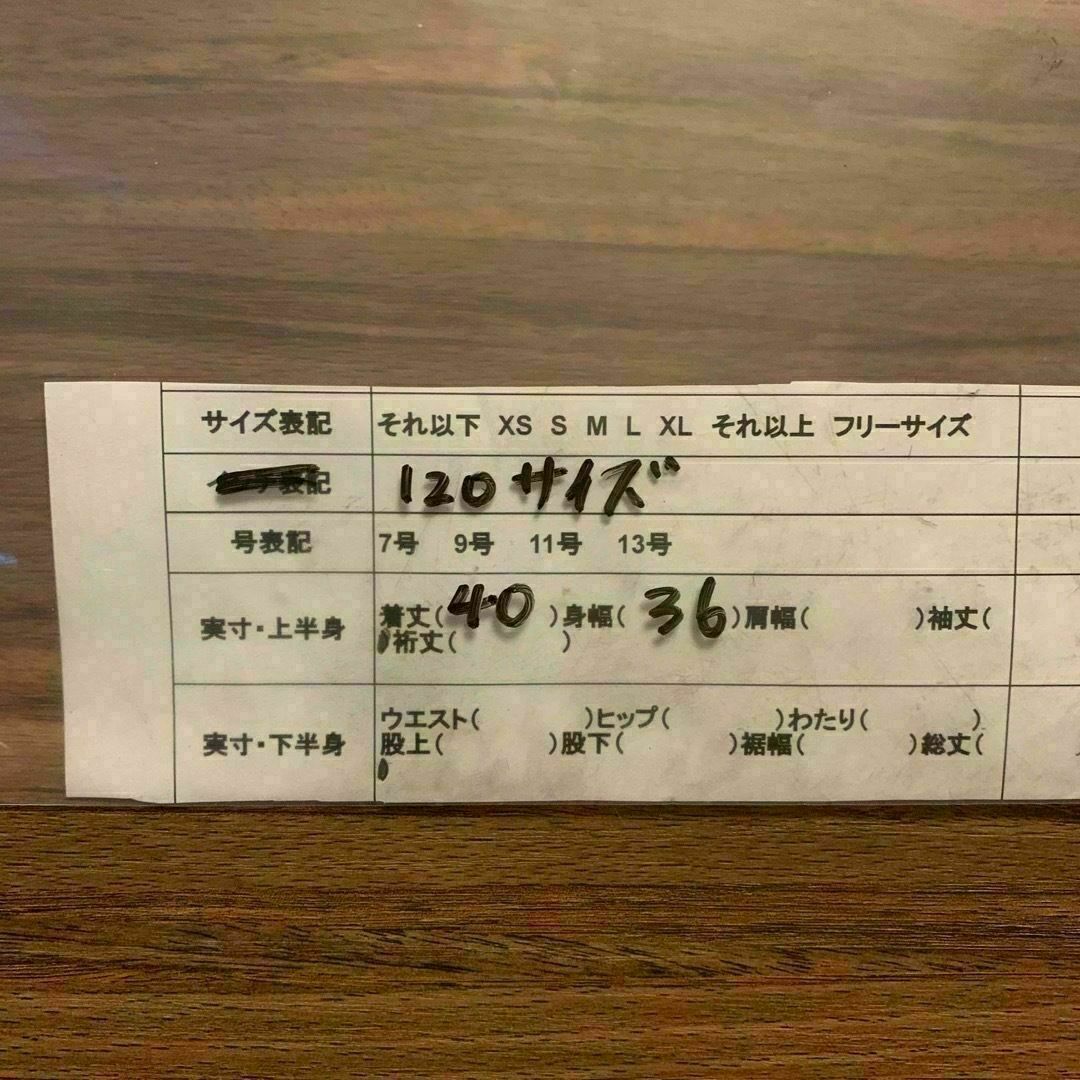 サイズ表記 それ以下 XS S M L XL それ以上 フリーサイズ
表記 120サイズ
号表記 7号 9号 11号 13号
実寸・上半身 着丈( 40 )身幅( 36 )肩幅( )袖丈(
)裄丈( )
実寸・下半身 ウエスト( )ヒップ( )わたり( )
股上( )股下( )裾幅( )総丈(
)